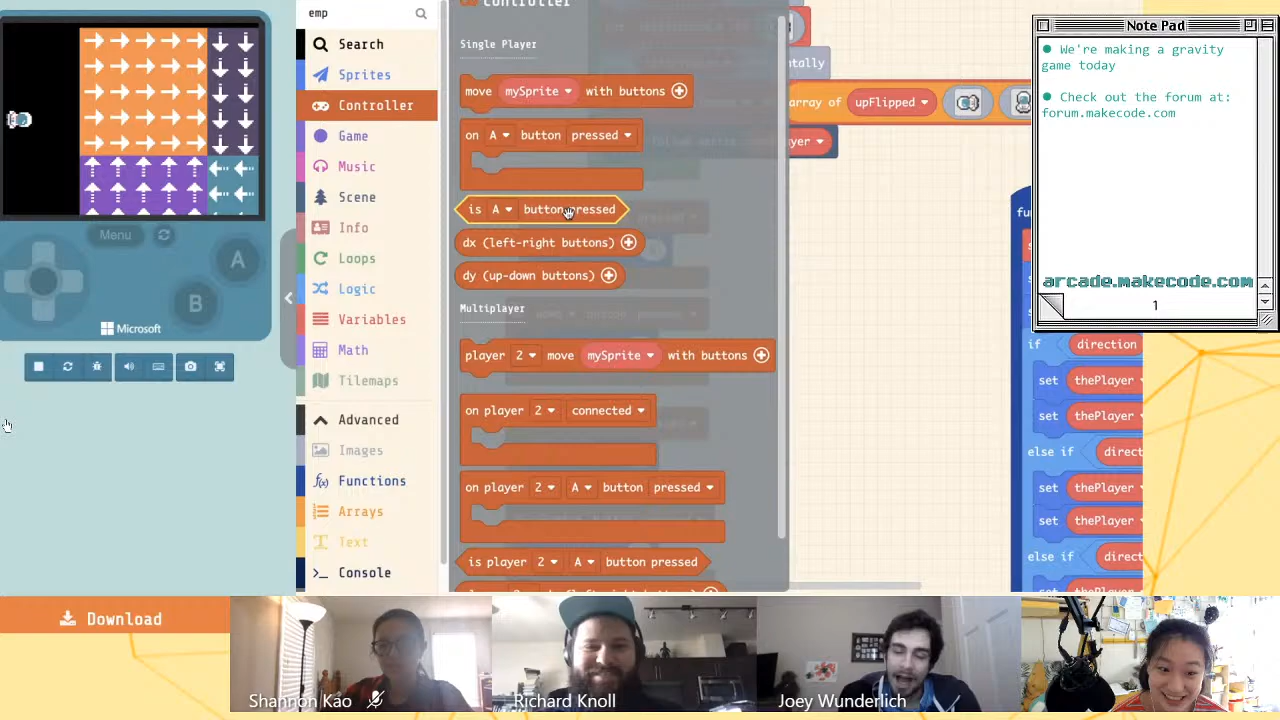 emp
Search
Sprites
Controller
Game
Music
Scene
Info
Loops
Logic
Variables
Math
Tilemaps
Advanced
Images
Functions
Arrays
Text
Console
Menu
A
B
Microsoft
Download
Controller
Single Player
move mySprite with buttons
on A button pressed
is A button pressed
dx (left-right buttons)
dy (up-down buttons)
Multiplayer
player 2 move mySprite with buttons
on player 2 connected
on player 2 A button pressed
is player 2 A button pressed
array of upFlipped
if direction
set thePlayer
set thePlayer
else if direct
set thePlayer
set thePlayer
else if direct
Note Pad
● We're making a gravity
game today
● Check out the forum at:
forum.makecode.com
arcade.makecode.com
1
Shannon Kao
Richard Knoll
Joey Wunderlich